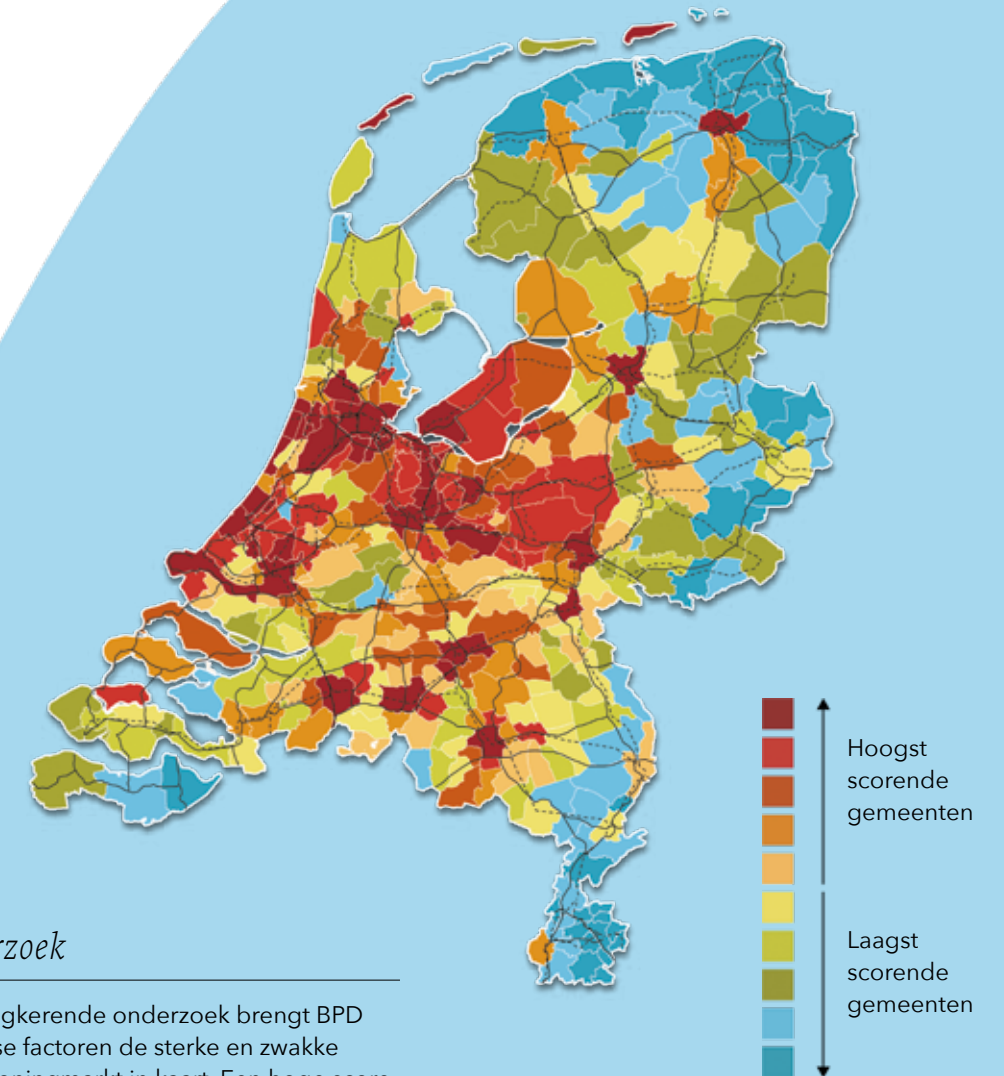 Hoogst
scorende
gemeenten
Laagst
scorende
gemeenten
rzoek
gkerende onderzoek brengt BPD
se factoren de sterke en zwakke